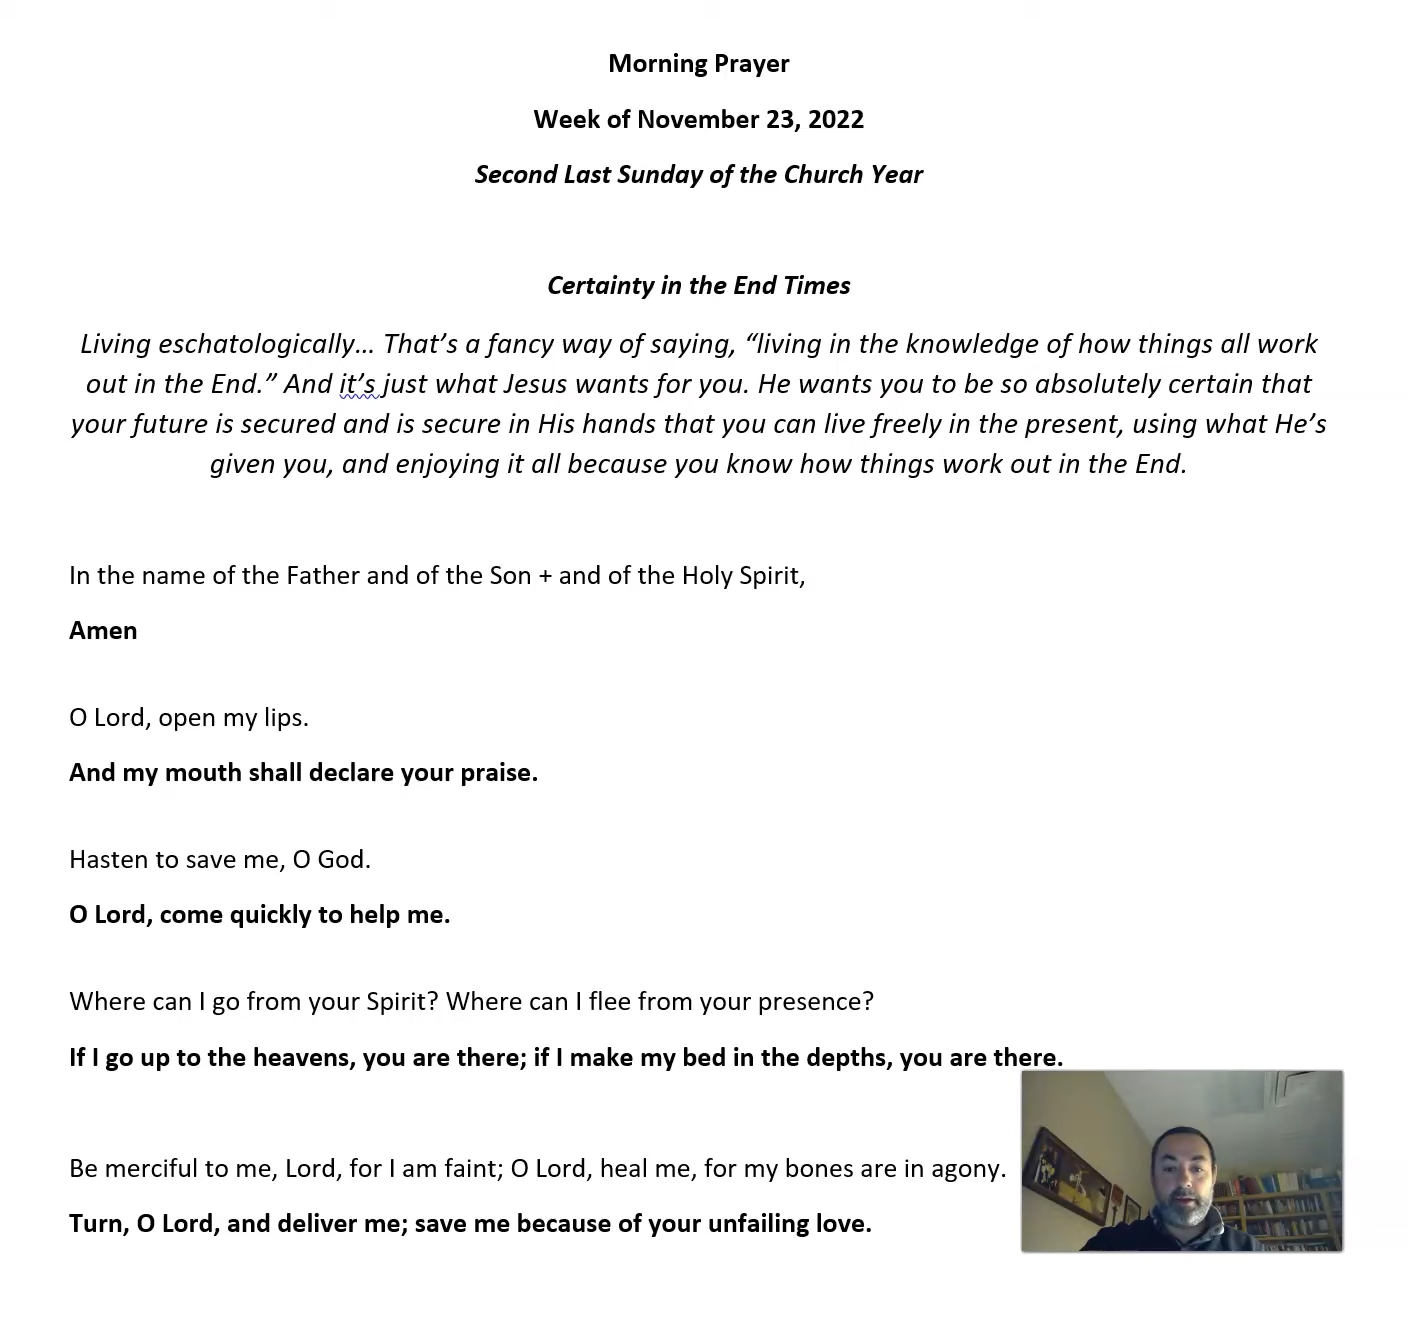 Morning Prayer
Week of November 23, 2022
Second Last Sunday of the Church Year
Certainty in the End Times
Living eschatologically... That’s a fancy way of saying, “living in the knowledge of how things all work
out in the End.” And it’s just what Jesus wants for you. He wants you to be so absolutely certain that
your future is secured and is secure in His hands that you can live freely in the present, using what He’s
given you, and enjoying it all because you know how things work out in the End.
In the name of the Father and of the Son + and of the Holy Spirit,
Amen
O Lord, open my lips.
And my mouth shall declare your praise.
Hasten to save me, O God.
O Lord, come quickly to help me.
Where can I go from your Spirit? Where can I flee from your presence?
If I go up to the heavens, you are there; if I make my bed in the depths, you are there.
Be merciful to me, Lord, for I am faint; O Lord, heal me, for my bones are in agony.
Turn, O Lord, and deliver me; save me because of your unfailing love.